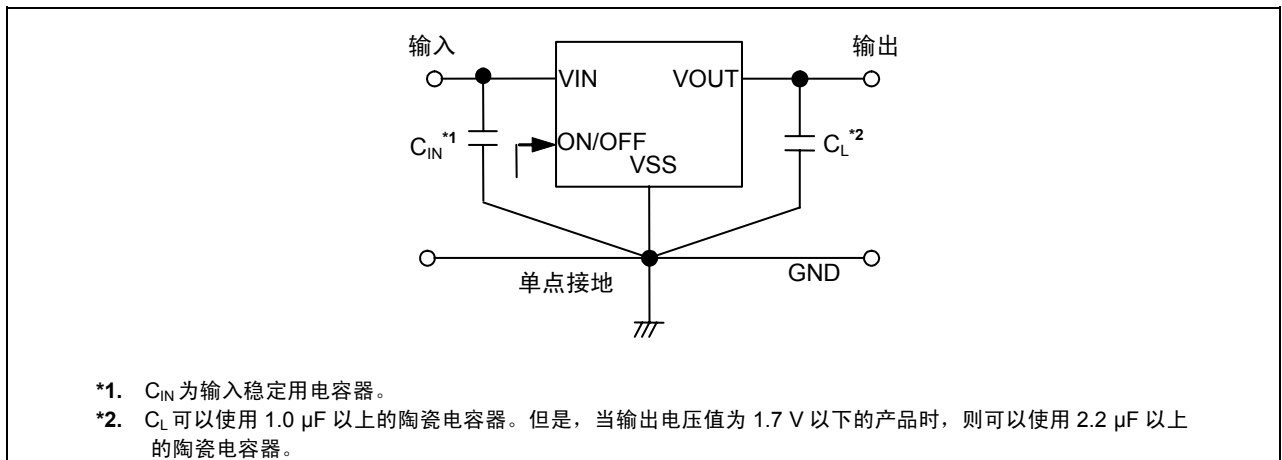 输入 输出
VIN VOUT
C_IN*1 ON/OFF C_L*2
VSS
单点接地 GND
*1. C_IN 为输入稳定用电容器。
*2. C_L 可以使用 1.0 μF 以上的陶瓷电容器。但是，当输出电压值为 1.7 V 以下的产品时，则可以使用 2.2 μF 以上
的陶瓷电容器。